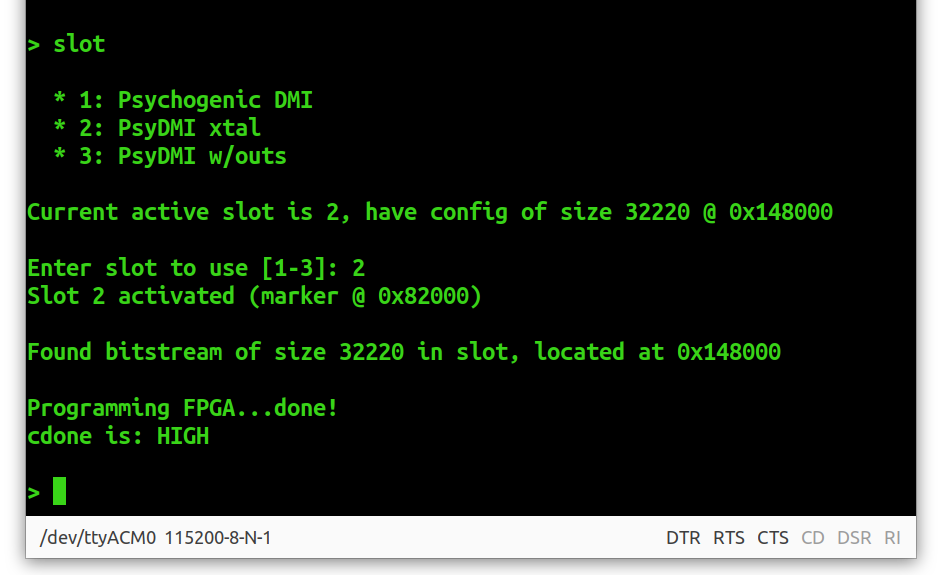 > slot
* 1: Psychogenic DMI
* 2: PsyDMI xtal
* 3: PsyDMI w/outs
Current active slot is 2, have config of size 32220 @ 0x148000
Enter slot to use [1-3]: 2
Slot 2 activated (marker @ 0x82000)
Found bitstream of size 32220 in slot, located at 0x148000
Programming FPGA...done!
cdone is: HIGH
>
/dev/ttyACM0 115200-8-N-1 DTR RTS CTS CD DSR RI